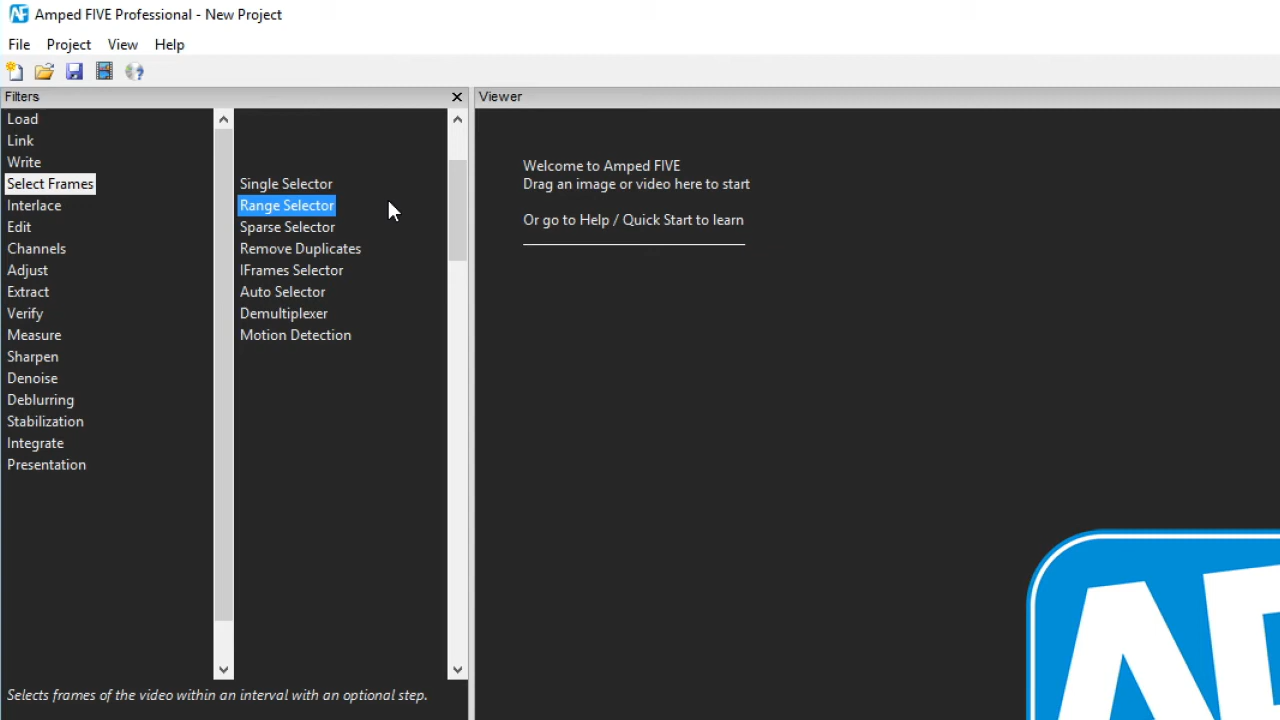 AF Amped FIVE Professional - New Project
File Project View Help
Filters
Viewer
Load
Link
Write
Select Frames
Interlace
Edit
Channels
Adjust
Extract
Verify
Measure
Sharpen
Denoise
Deblurring
Stabilization
Integrate
Presentation
Single Selector
Range Selector
Sparse Selector
Remove Duplicates
IFrames Selector
Auto Selector
Demultiplexer
Motion Detection
Selects frames of the video within an interval with an optional step.
Welcome to Amped FIVE
Drag an image or video here to start
Or go to Help / Quick Start to learn
AF